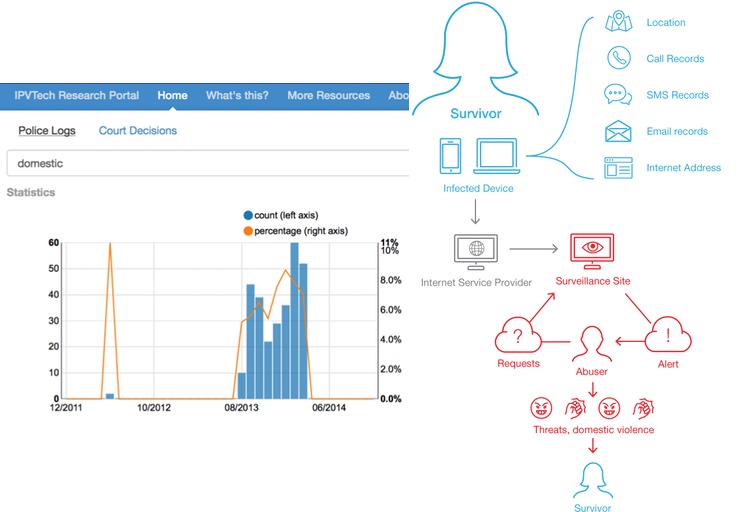 IPVTech Research Portal Home What's this? More Resources Abo
Police Logs Court Decisions
domestic
Statistics
count (left axis)
percentage (right axis)
60
50
40
30
20
10
0
11%
10%
8.0%
6.0%
4.0%
2.0%
0.0%
12/2011 10/2012 08/2013 06/2014
Survivor
Infected Device
Location
Call Records
SMS Records
Email records
Internet Address
Internet Service Provider
Surveillance Site
?
Requests
Abuser
!
Alert
Threats, domestic violence
Survivor